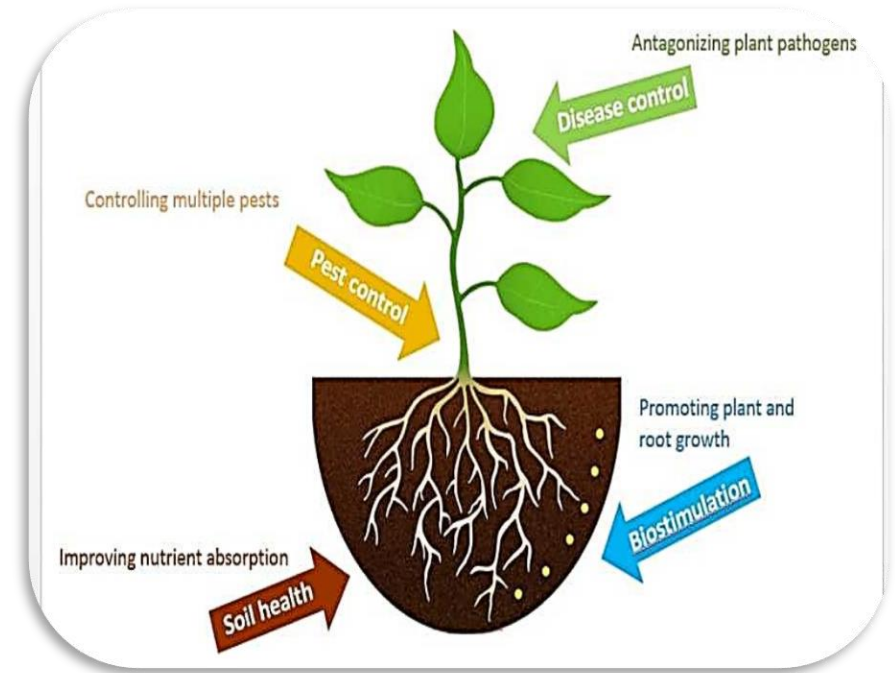 Antagonizing plant pathogens
Disease control
Controlling multiple pests
Pest control
Promoting plant and
root growth
Biostimulation
Improving nutrient absorption
Soil health